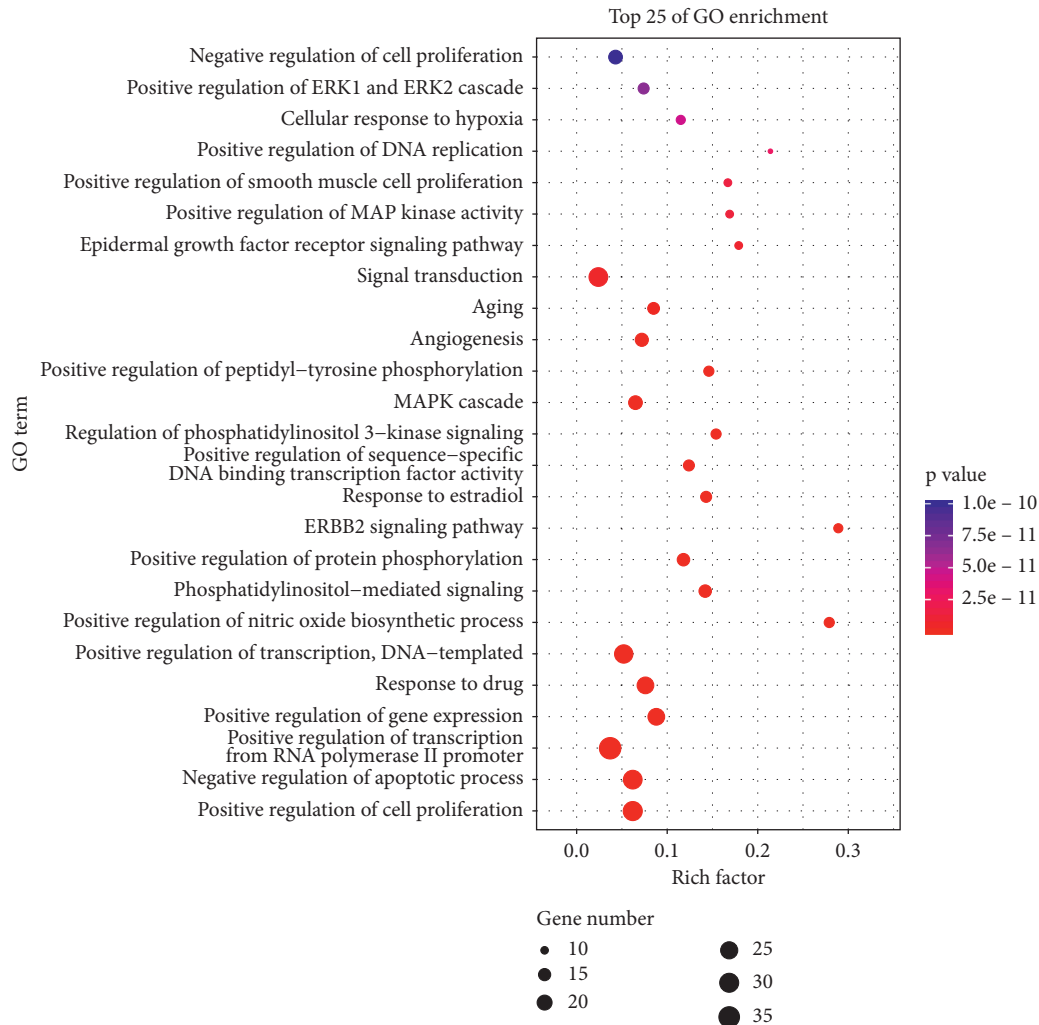 Top 25 of GO enrichment
Negative regulation of cell proliferation
Positive regulation of ERK1 and ERK2 cascade
Cellular response to hypoxia
Positive regulation of DNA replication
Positive regulation of smooth muscle cell proliferation
Positive regulation of MAP kinase activity
Epidermal growth factor receptor signaling pathway
Signal transduction
Aging
Angiogenesis
Positive regulation of peptidyl−tyrosine phosphorylation
MAPK cascade
Regulation of phosphatidylinositol 3−kinase signaling
Positive regulation of sequence−specific
DNA binding transcription factor activity
Response to estradiol
ERBB2 signaling pathway
Positive regulation of protein phosphorylation
Phosphatidylinositol−mediated signaling
Positive regulation of nitric oxide biosynthetic process
Positive regulation of transcription, DNA−templated
Response to drug
Positive regulation of gene expression
Positive regulation of transcription
from RNA polymerase II promoter
Negative regulation of apoptotic process
Positive regulation of cell proliferation
GO term
0.0 0.1 0.2 0.3
Rich factor
p value
1.0e – 10
7.5e – 11
5.0e – 11
2.5e – 11
Gene number
10
15
20
25
30
35